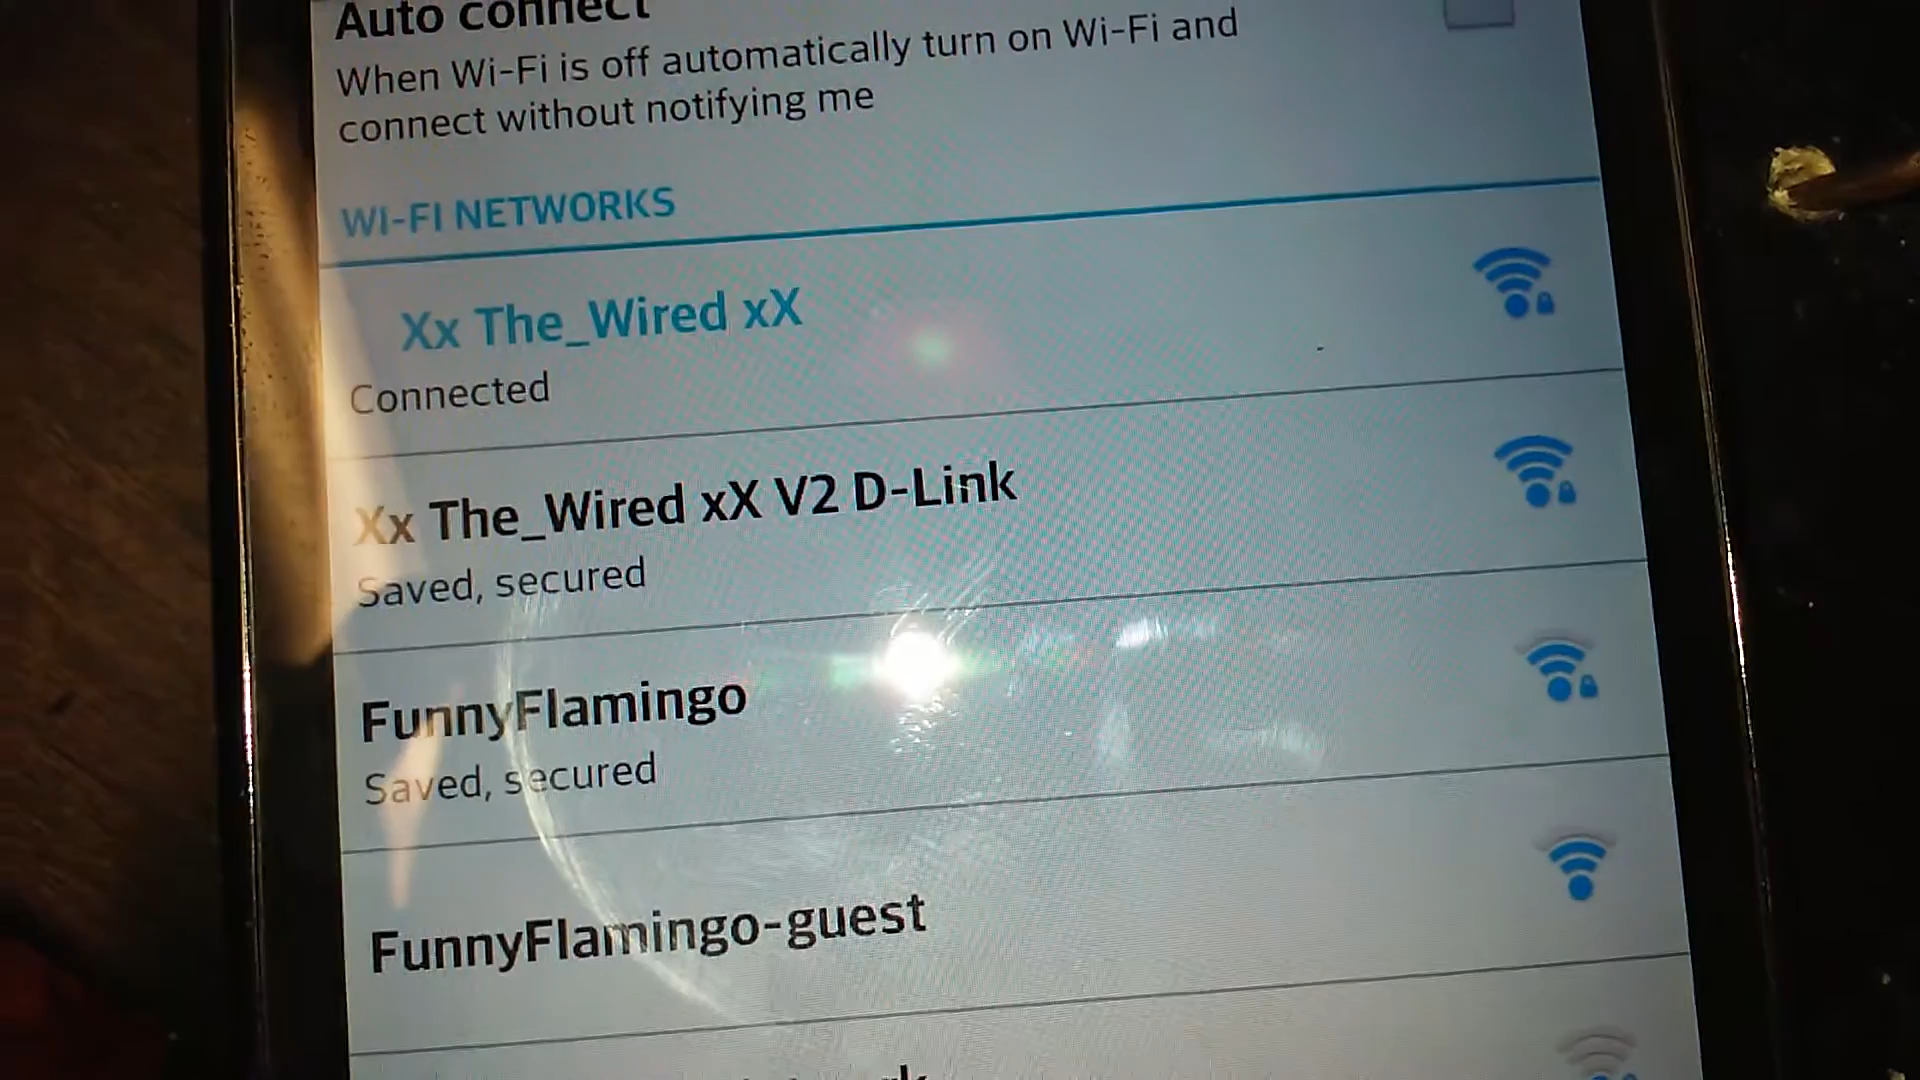 Auto connect
When Wi-Fi is off automatically turn on Wi-Fi and
connect without notifying me
WI-FI NETWORKS
Xx The_Wired xX
Connected
Xx The_Wired xX V2 D-Link
Saved, secured
FunnyFlamingo
Saved, secured
FunnyFlamingo-guest